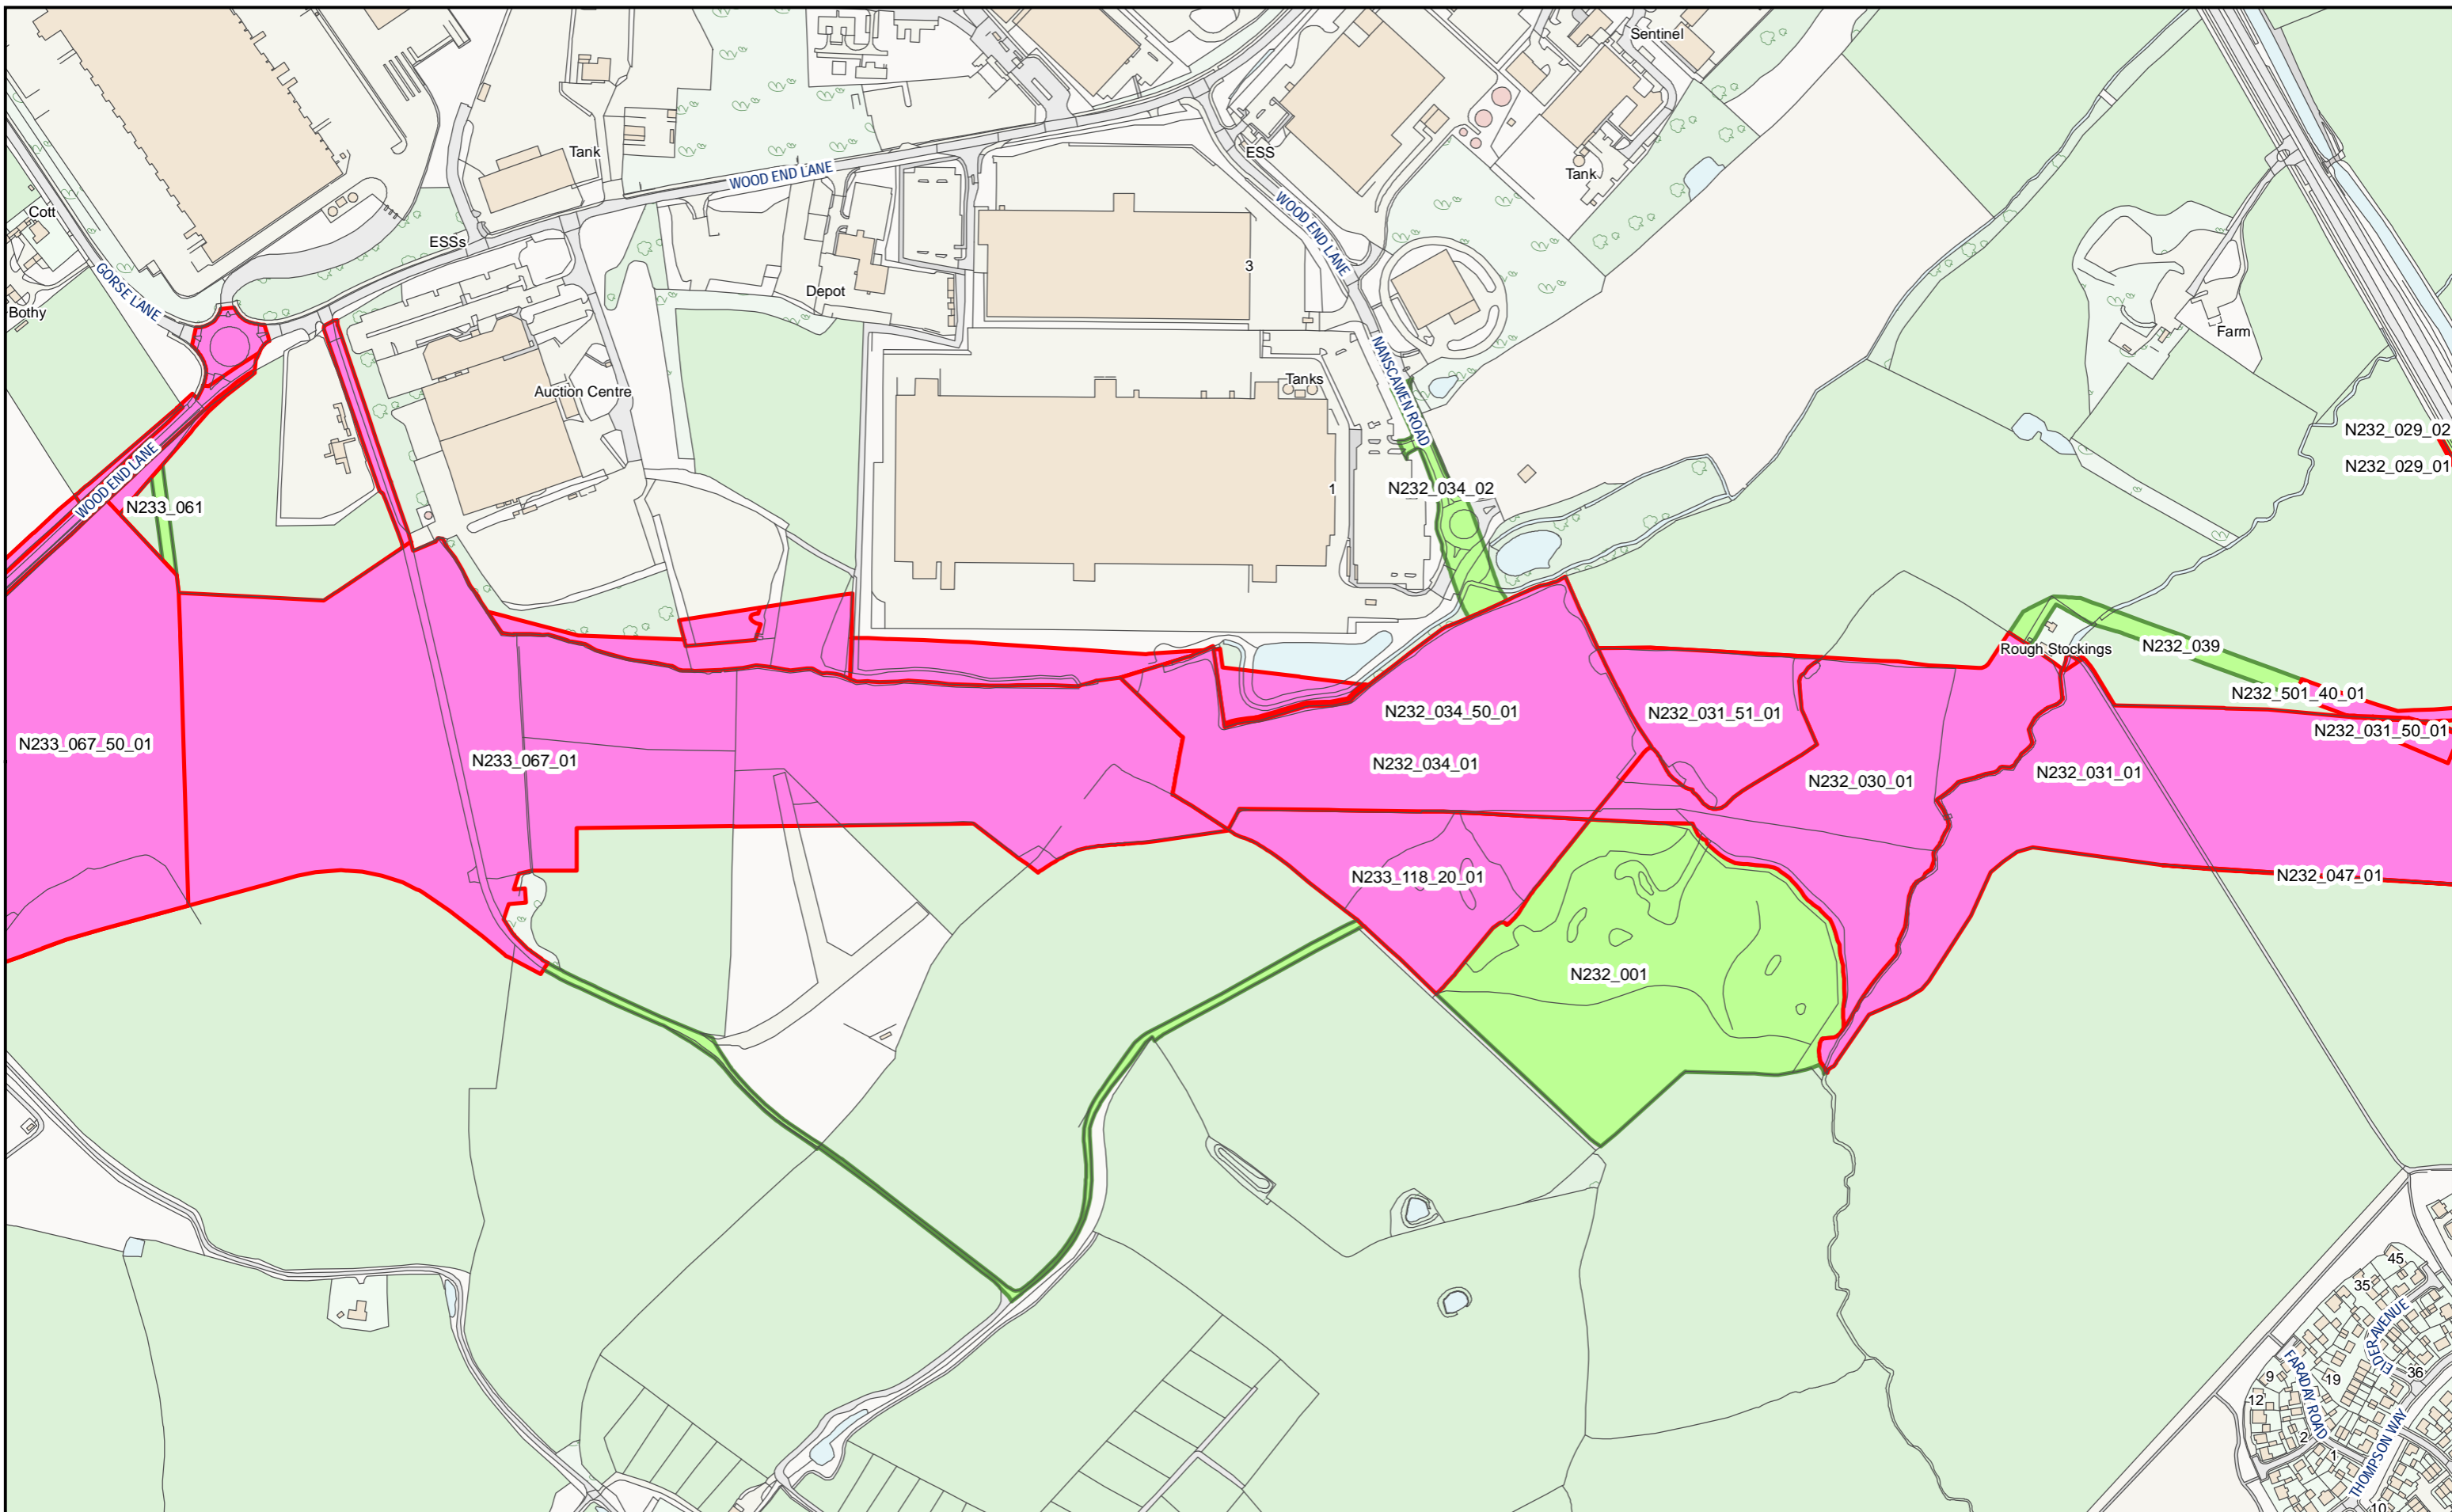 Sentinel
Tank
ESS
WOOD END LANE
Tank
Cott
WOOD END LANE
ESSs
GORSE LANE
3
Depot
Bothy
Farm
NANSCAWEN ROAD
Tanks
Auction Centre
N232_029_02
WOOD END LANE
N232_029_01
1
N232_034_02
N233_061
N232_039
Rough Stockings
N232_501_40_01
N232_034_50_01
N232_031_51_01
N232_031_50_01
N233_067_50_01
N233_067_01
N232_034_01
N232_031_01
N232_030_01
N233_118_20_01
N232_047_01
N232_001
45
35
ELDER AVENUE
36
9
19
FARADAY ROAD
12
2
THOMPSON WAY
1
10